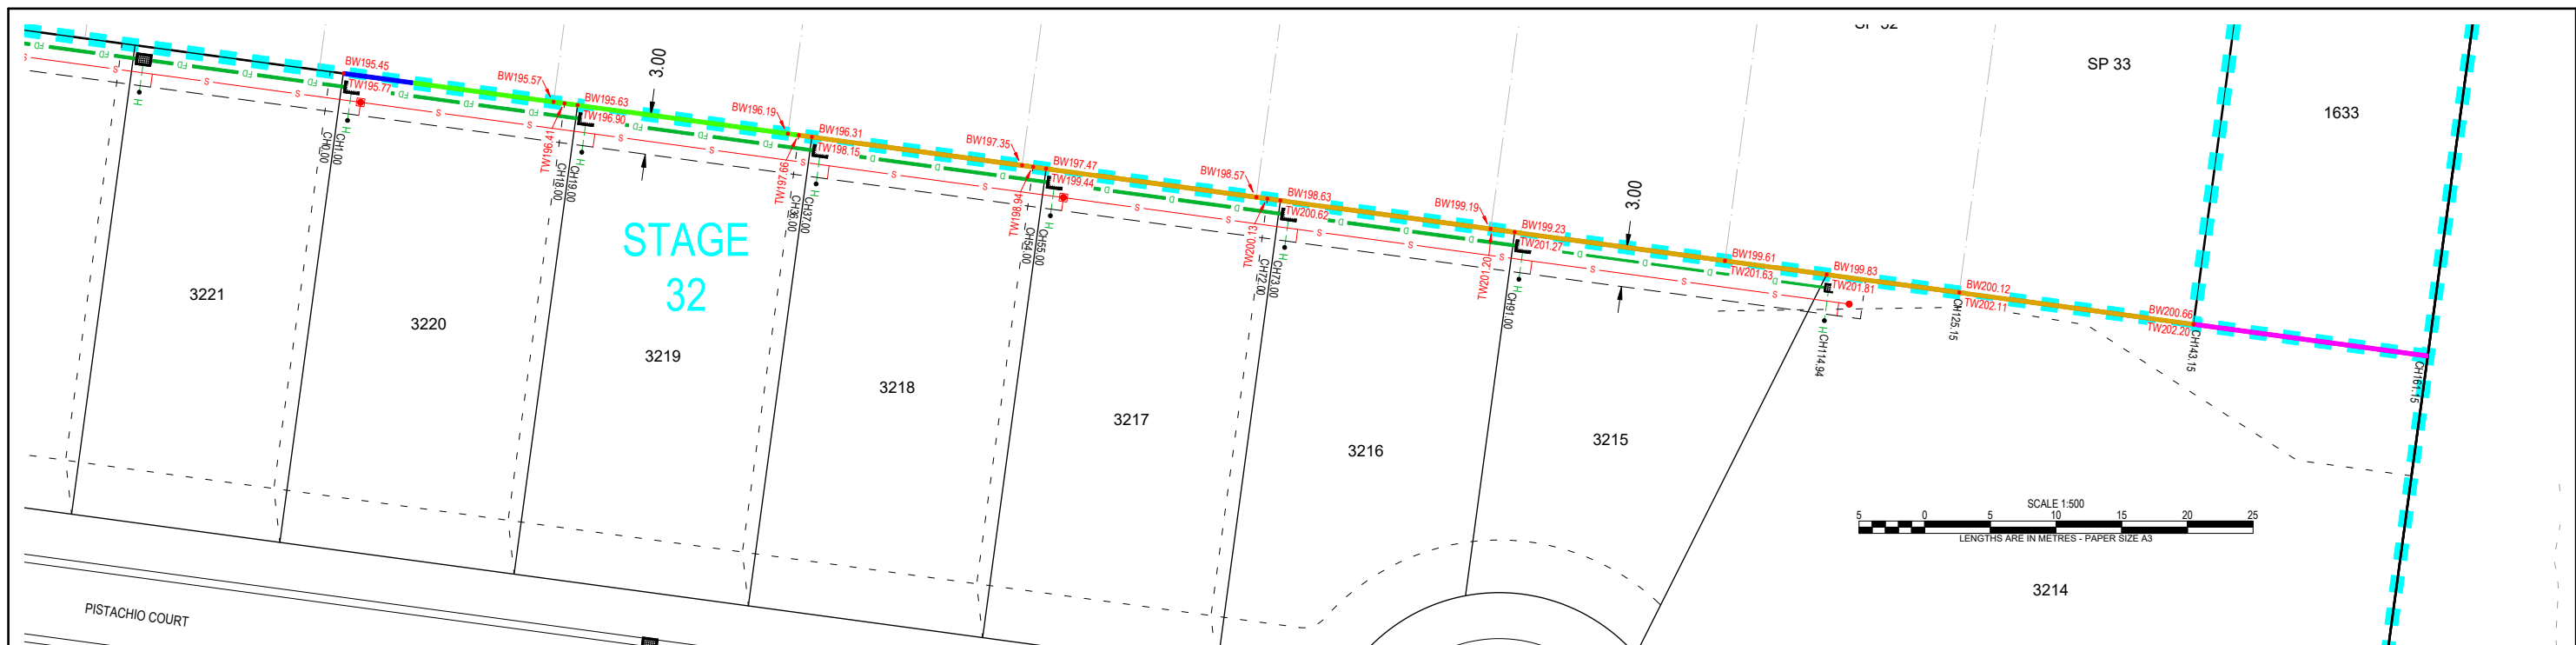 SP 33
1633
3.00
3.00
BW195.45
TW195.77
BW195.57
TW196.41
BW195.63
TW196.90
BW196.19
TW197.66
BW196.31
TW198.15
BW197.35
TW198.94
BW197.47
TW199.44
BW198.57
TW200.13
BW198.63
TW200.62
BW199.19
TW201.20
BW199.23
TW201.27
BW199.61
TW201.63
BW199.83
TW201.81
BW200.12
TW202.11
BW200.66
TW202.20
CH0.00
CH1.00
CH18.00
CH19.00
CH36.00
CH37.00
CH54.00
CH55.00
CH72.00
CH73.00
CH91.00
CH114.94
CH125.15
CH143.15
CH161.15
STAGE
32
3221
3220
3219
3218
3217
3216
3215
3214
SCALE 1:500
5 0 5 10 15 20 25
LENGTHS ARE IN METRES - PAPER SIZE A3
PISTACHIO COURT